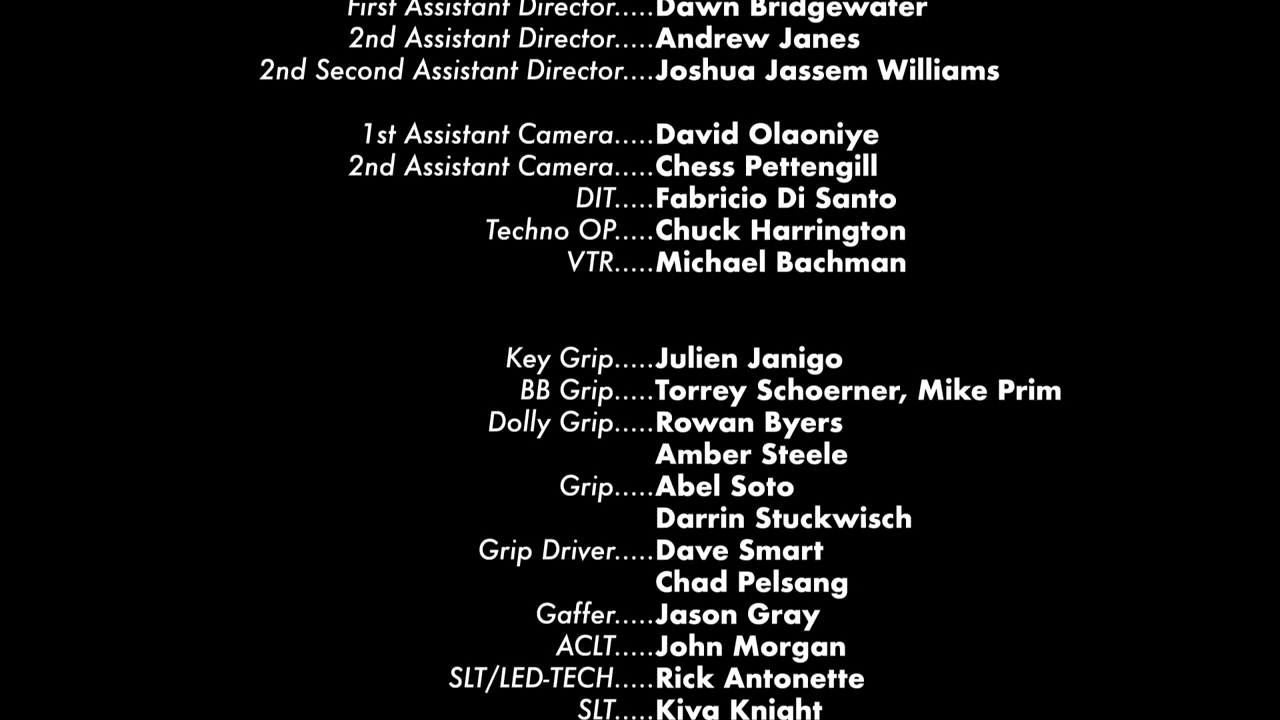 First Assistant Director.....Dawn Bridgewater
2nd Assistant Director.....Andrew Janes
2nd Second Assistant Director....Joshua Jassem Williams
1st Assistant Camera.....David Olaoniye
2nd Assistant Camera.....Chess Pettengill
DIT.....Fabricio Di Santo
Techno OP.....Chuck Harrington
VTR.....Michael Bachman
Key Grip.....Julien Janigo
BB Grip.....Torrey Schoerner, Mike Prim
Dolly Grip.....Rowan Byers
Amber Steele
Grip.....Abel Soto
Darrin Stuckwisch
Grip Driver.....Dave Smart
Chad Pelsang
Gaffer.....Jason Gray
ACLT.....John Morgan
SLT/LED-TECH.....Rick Antonette
SLT.....Kiva Knight